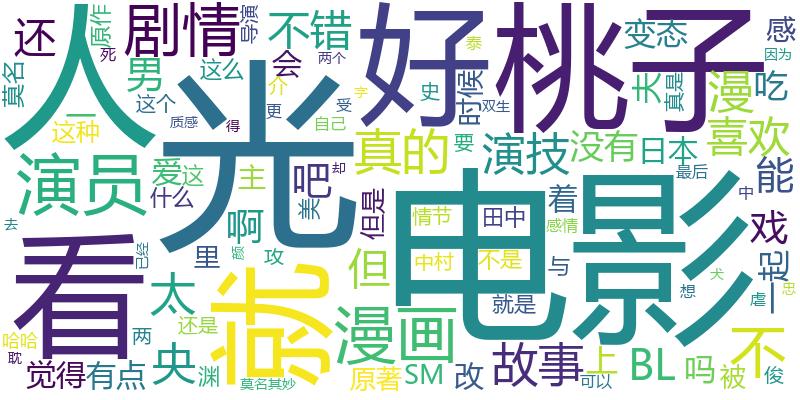 还
原作
剧情
导演
不错
好
桃子
变态
感
泰
因为
死
人
莫名
男
这么
会
两个
时候
夫
真是
漫
吃
这个
介
史
双生
这种
光
质感
得
更
受
自己
字
真的
要
演技
没有
日本
喜欢
能
演员
爱
这
主
吧
却
最后
什么
美
但是
着
中
戏
去
看
啊
情节
田中
感情
电影
里
颜
攻
但
中村
不是
与
想
犬
虐
一起
忠
已经
太
就
就是
哈哈
两
还是
漫画
不
耽
央
渊
莫名其妙
原著
SM
改
故事
上
BL
吗
被
俊
觉得
有点
可以